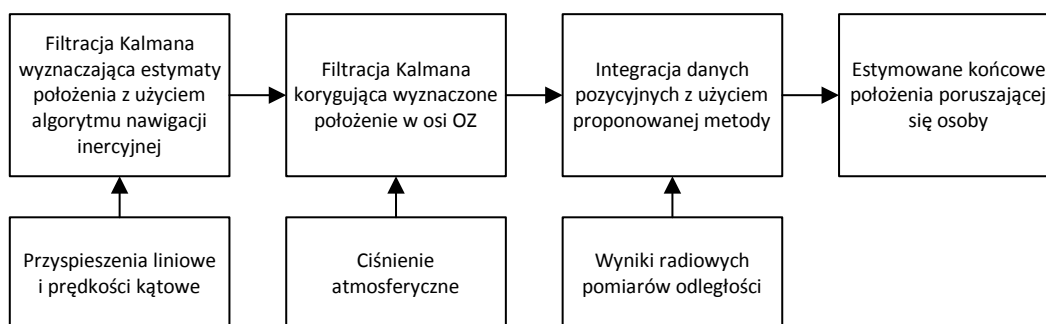 Filtracja Kalmana
wyznaczająca estymaty
położenia z użyciem
algorytmu nawigacji
inercyjnej
Filtracja Kalmana
korygująca wyznaczone
położenie w osi OZ
Integracja danych
pozycyjnych z użyciem
proponowanej metody
Estymowane końcowe
położenia poruszającej
się osoby
Przyspieszenia liniowe
i prędkości kątowe
Ciśnienie
atmosferyczne
Wyniki radiowych
pomiarów odległości